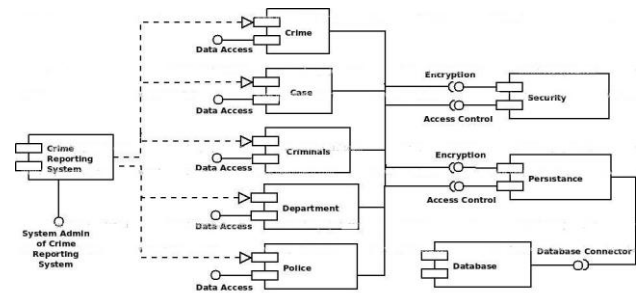 Crime
Data Access
Encryption
Case
Security
Data Access
Access Control
Crime
Reporting
System
Criminals
Encryption
Data Access
Persistance
Access Control
Department
System Admin
of Crime
Reporting
System
Data Access
Police
Database Connector
Database
Data Access